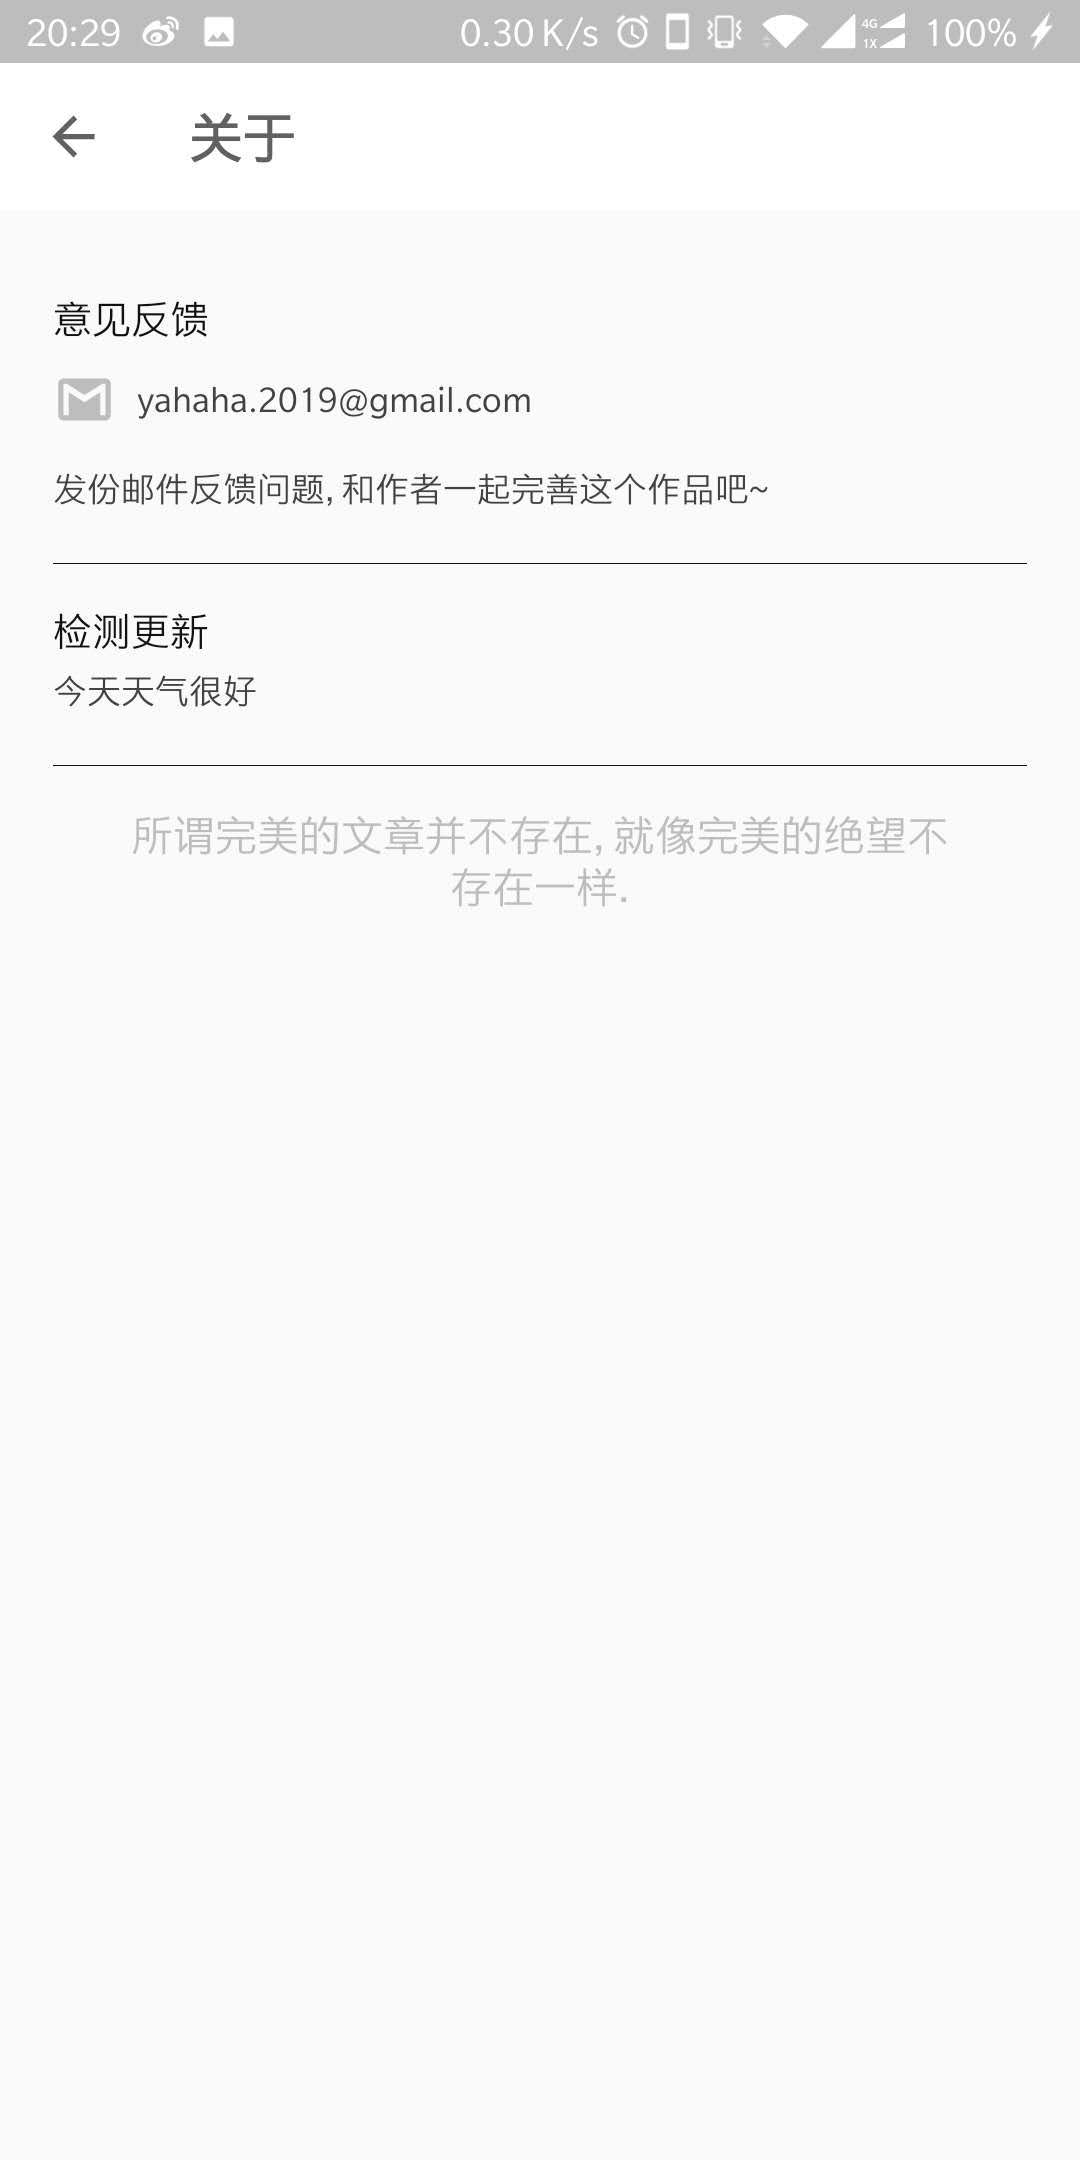 20:29 0.30 K/s 4G 1X 100%
关于
意见反馈
yahaha.2019@gmail.com
发份邮件反馈问题, 和作者一起完善这个作品吧~
检测更新
今天天气很好
所谓完美的文章并不存在, 就像完美的绝望不
存在一样.